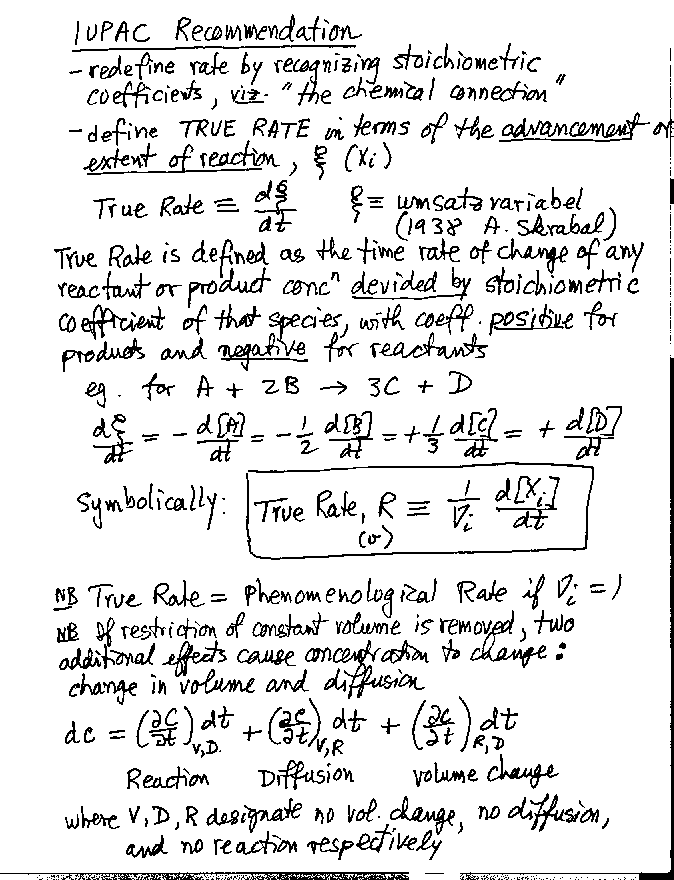 IUPAC Recommendation
- redefine rate by recognizing stoichiometric
coefficients, viz. "the chemical connection"
- define TRUE RATE in terms of the advancement or
extent of reaction, ξ (Xi)
True Rate ≡ dξ/dt   ξ ≡ umsatzvariabel
(1938 A. Skrabal)
True Rate is defined as the time rate of change of any
reactant or product concⁿ devided by stoichiometric
coefficient of that species, with coeff. positive for
products and negative for reactants
eg. for A + 2B → 3C + D
dξ/dt = - d[A]/dt = - 1/2 d[B]/dt = + 1/3 d[C]/dt = + d[D]/dt
Symbolically: True Rate, R ≡ 1/νi d[Xi]/dt
(v)
NB True Rate = Phenomenological Rate if νi = 1
NB If restriction of constant volume is removed, two
additional effects cause concentration to change:
change in volume and diffusion
dc = (∂C/∂t)V,D. dt + (∂c/∂t)V,R dt + (∂c/∂t)R,D dt
Reaction   Diffusion   volume change
where V, D, R designate no vol. change, no diffusion,
and no reaction respectively